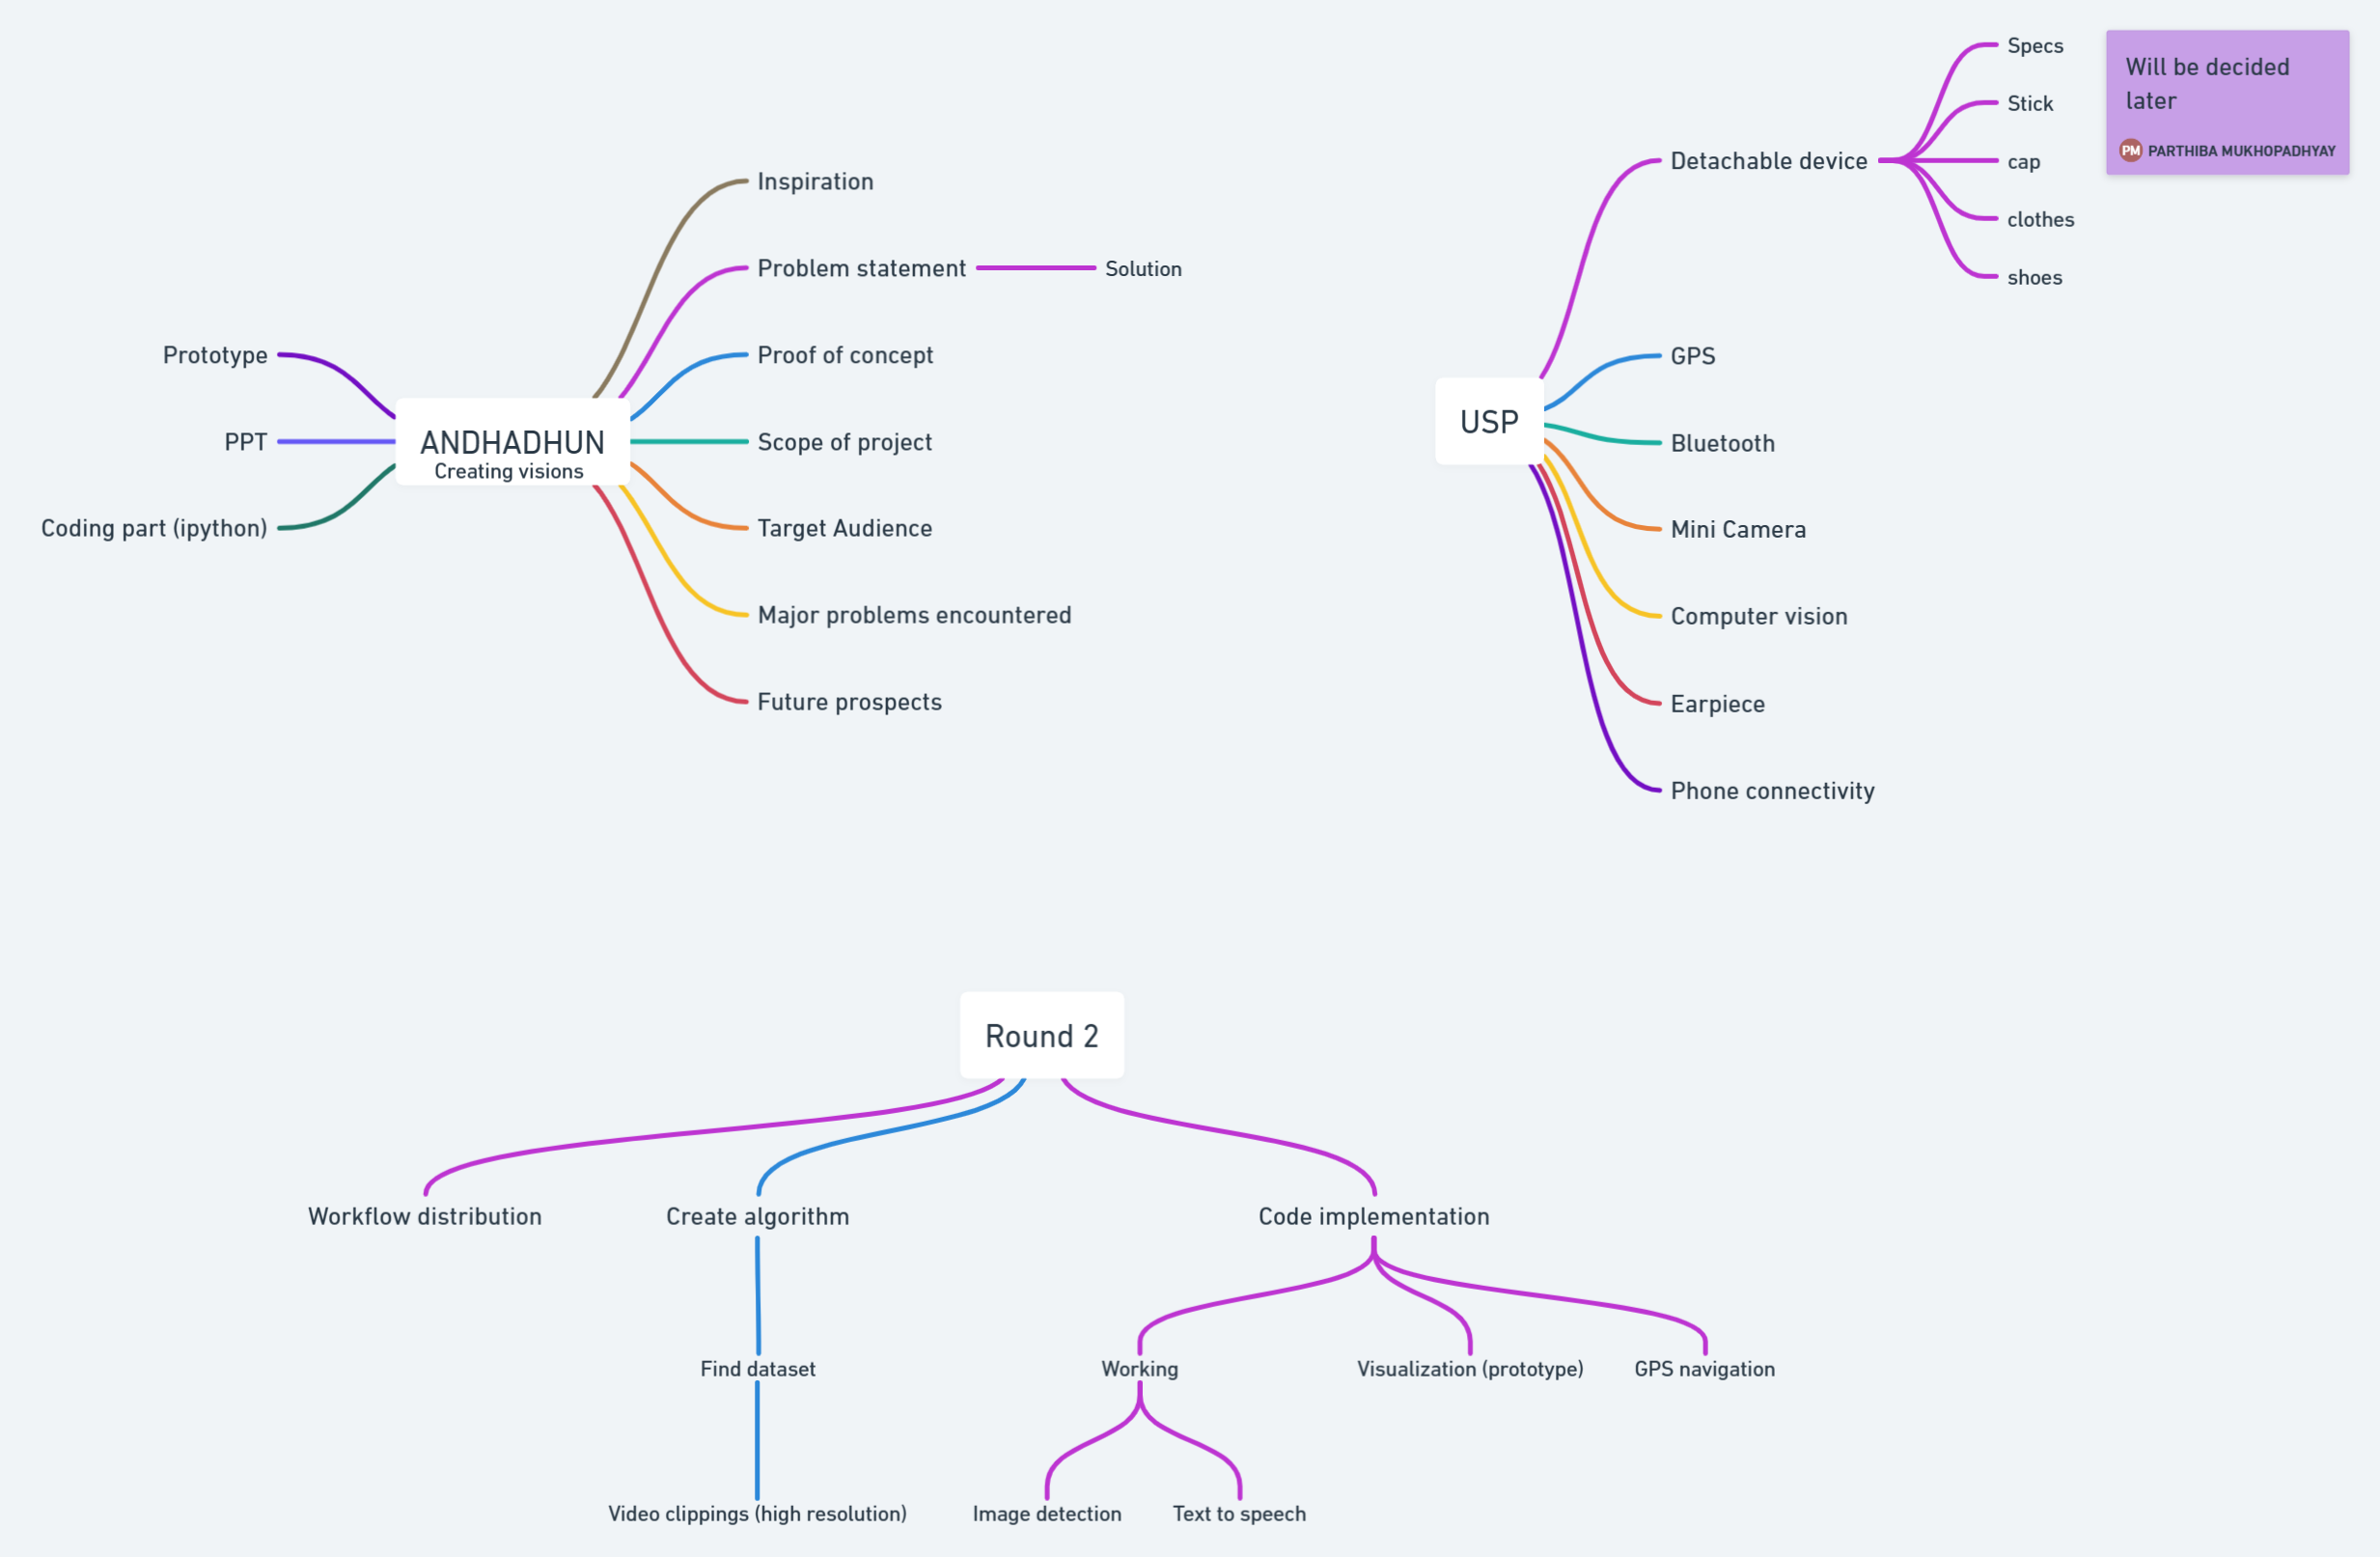 Inspiration
Problem statement
Solution
Proof of concept
Scope of project
Target Audience
Major problems encountered
Future prospects
Prototype
PPT
Coding part (ipython)
ANDHADHUN
Creating visions
USP
Detachable device
Specs
Stick
cap
clothes
shoes
Will be decided
later
PM PARTHIBA MUKHOPADHYAY
GPS
Bluetooth
Mini Camera
Computer vision
Earpiece
Phone connectivity
Round 2
Workflow distribution
Create algorithm
Code implementation
Find dataset
Working
Visualization (prototype)
GPS navigation
Video clippings (high resolution)
Image detection
Text to speech